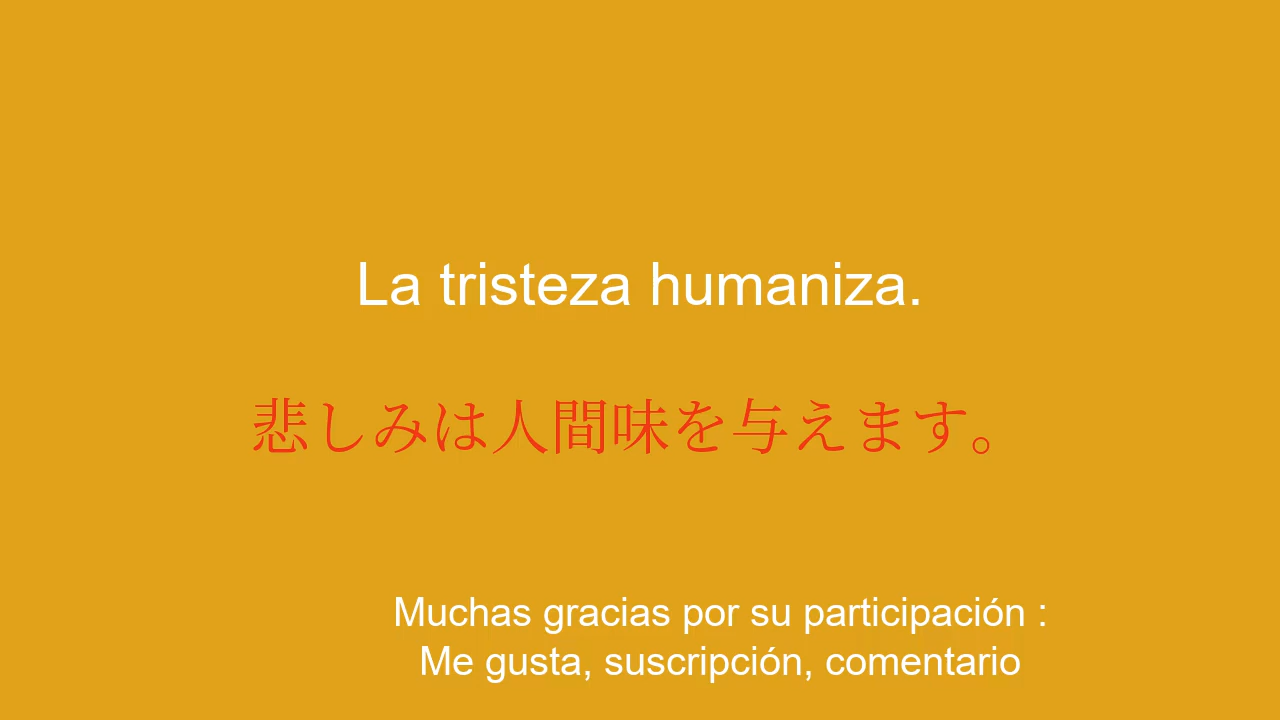 La tristeza humaniza.
悲しみは人間味を与えます。
Muchas gracias por su participación :
Me gusta, suscripción, comentario